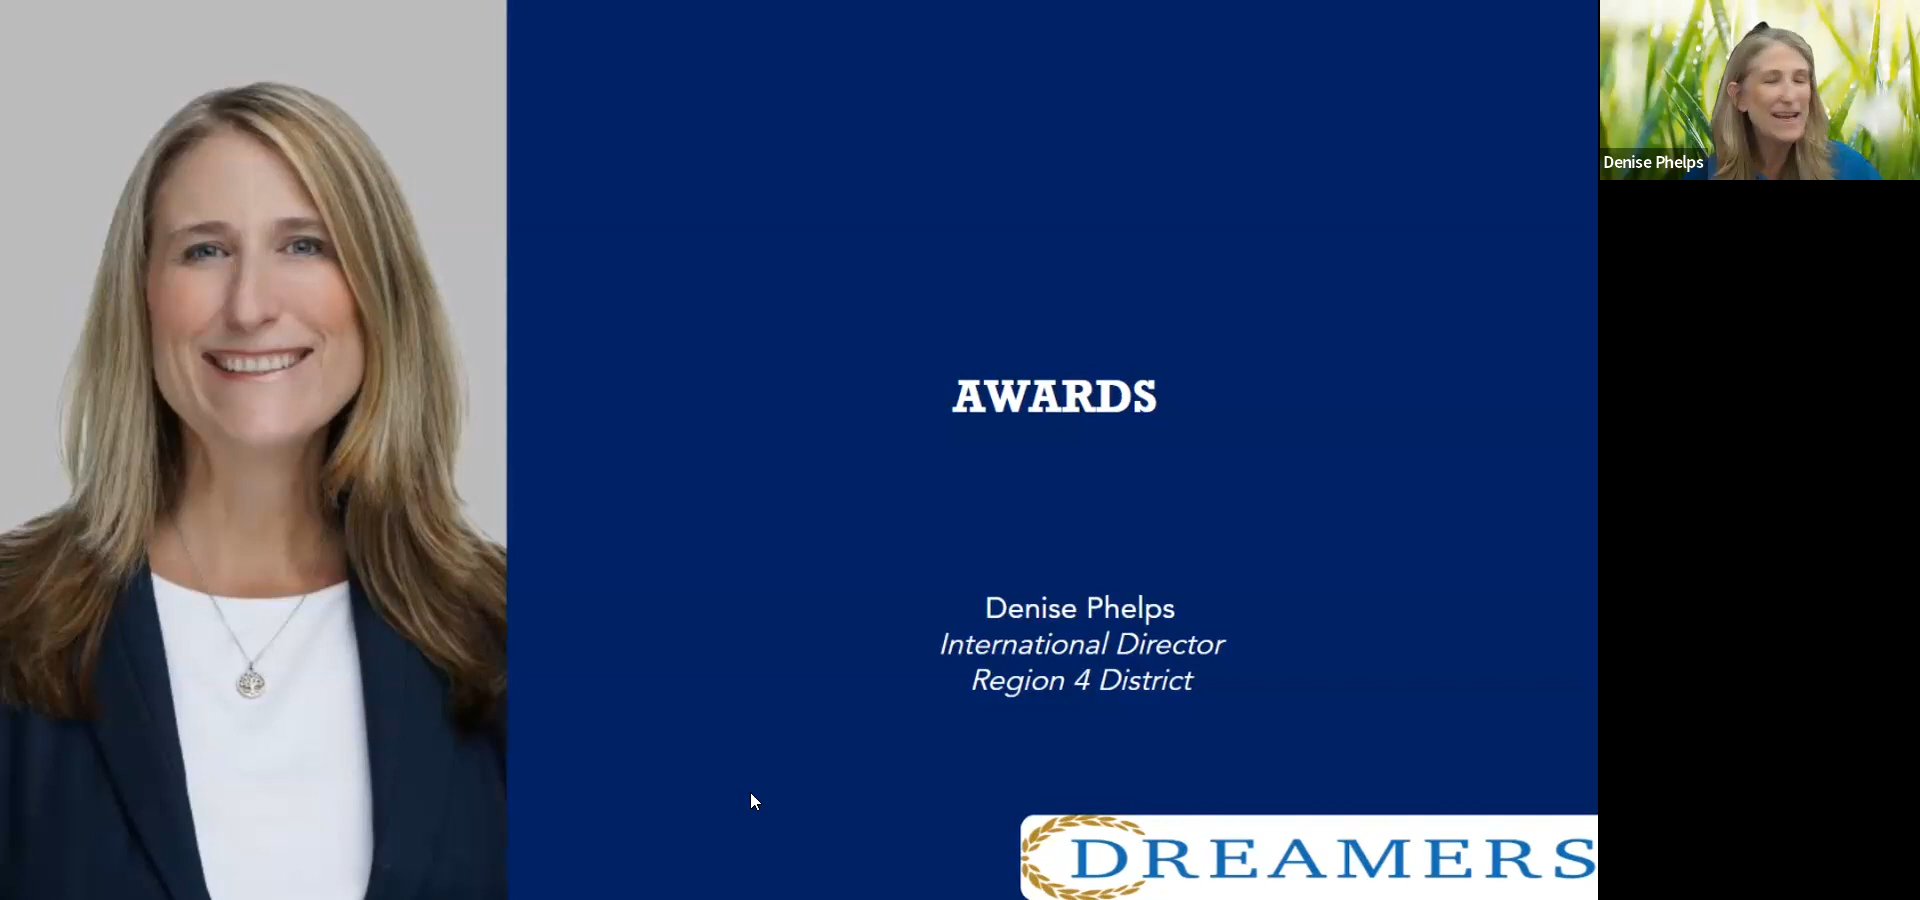 AWARDS
Denise Phelps
International Director
Region 4 District
DREAMERS
Denise Phelps